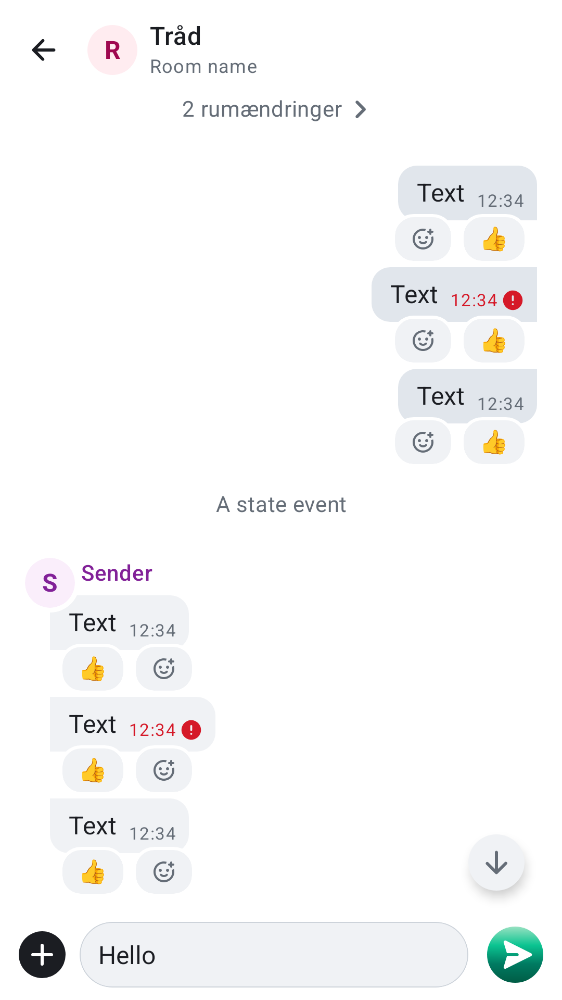 R
Tråd
Room name
2 rumændringer
Text 12:34
Text 12:34
Text 12:34
A state event
S
Sender
Text 12:34
Text 12:34
Text 12:34
Hello